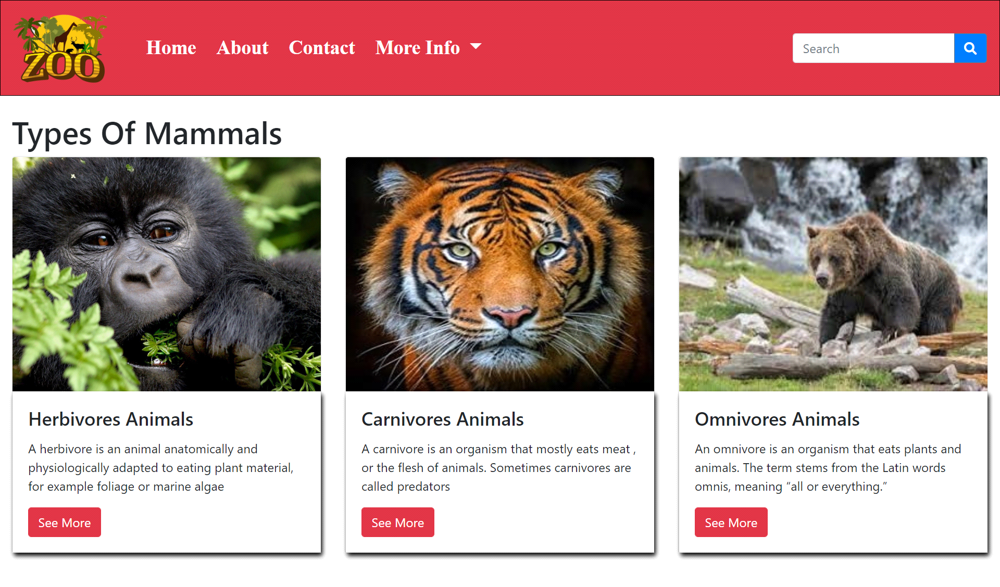 ZOO
Home About Contact More Info
Search
Types Of Mammals
Herbivores Animals
A herbivore is an animal anatomically and
physiologically adapted to eating plant material,
for example foliage or marine algae
See More
Carnivores Animals
A carnivore is an organism that mostly eats meat ,
or the flesh of animals. Sometimes carnivores are
called predators
See More
Omnivores Animals
An omnivore is an organism that eats plants and
animals. The term stems from the Latin words
omnis, meaning “all or everything.”
See More